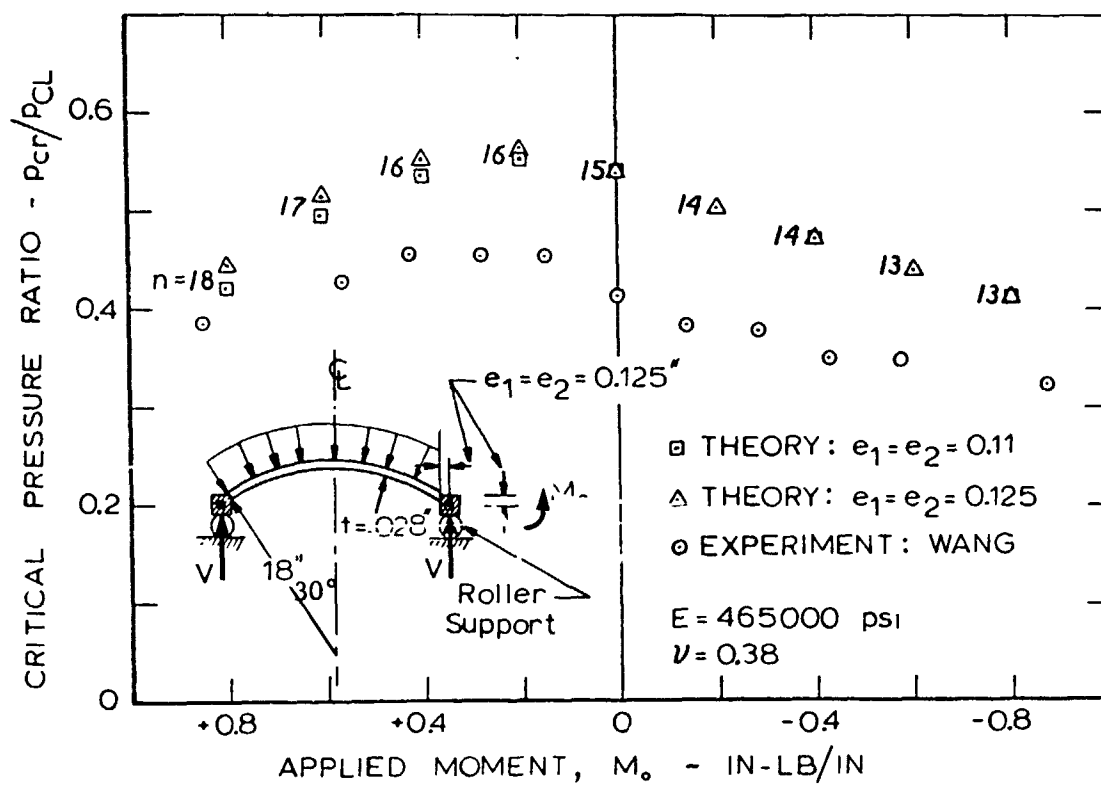 CRITICAL PRESSURE RATIO - pcr/pCL
0.6
0.4
0.2
0
n = 18
17
16
16
15
14
14
13
13
℄
e1 = e2 = 0.125"
t = .028"
18"
30°
V
V
Roller
Support
THEORY: e1 = e2 = 0.11
THEORY: e1 = e2 = 0.125
EXPERIMENT: WANG
E = 465000 psi
ν = 0.38
+0.8
+0.4
0
-0.4
-0.8
APPLIED MOMENT, Mo - IN-LB/IN